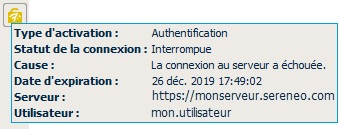 Type d'activation : Authentification
Statut de la connexion : Interrompue
Cause : La connexion au serveur a échouée.
Date d'expiration : 26 déc. 2019 17:49:02
Serveur : https://monserveur.sereneo.com
Utilisateur : mon.utilisateur